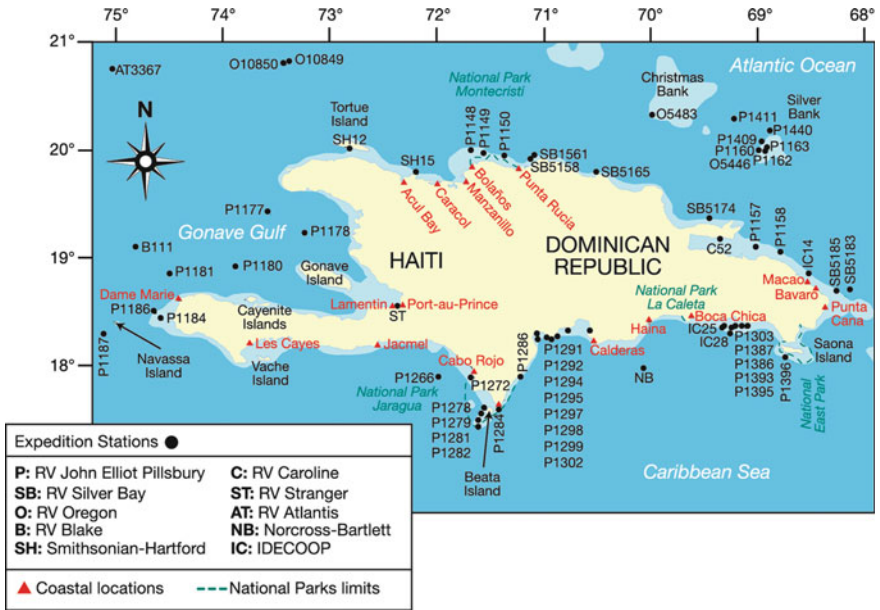 75° 74° 73° 72° 71° 70° 69° 68°
21°
20°
19°
18°
AT3367
O10850
O10849
Atlantic Ocean
National Park
Montecristi
Christmas
Bank
Silver
Bank
N
Tortue
Island
SH12
SH15
P1148
P1149
P1150
SB1561
SB5158
SB5165
O5483
P1411
P1440
P1409
P1163
P1160
P1162
O5446
Acul Bay
Caracol
Bolaños
Manzanillo
Punta Rucia
P1177
P1178
Gonave Gulf
B111
P1181
P1180
Gonave
Island
HAITI
DOMINICAN
REPUBLIC
SB5174
C52
P1157
P1158
IC14
SB5185
SB5183
Macao
Bavaro
Punta
Cana
Dame Marie
P1186
P1184
P1187
Navassa
Island
Cayenite
Islands
Les Cayes
Vache
Island
Lamentin
Port-au-Prince
ST
Jacmel
National Park
La Caleta
Boca Chica
Haina
Calderas
IC25
IC28
NB
Saona
Island
P1396
National
East Park
Cabo Rojo
P1266
P1272
National Park
Jaragua
P1278
P1279
P1281
P1282
P1284
P1286
Beata
Island
P1291
P1292
P1294
P1295
P1297
P1298
P1299
P1302
P1303
P1387
P1386
P1393
P1395
Caribbean Sea
Expedition Stations
P: RV John Elliot Pillsbury
SB: RV Silver Bay
O: RV Oregon
B: RV Blake
SH: Smithsonian-Hartford
C: RV Caroline
ST: RV Stranger
AT: RV Atlantis
NB: Norcross-Bartlett
IC: IDECOOP
Coastal locations
National Parks limits